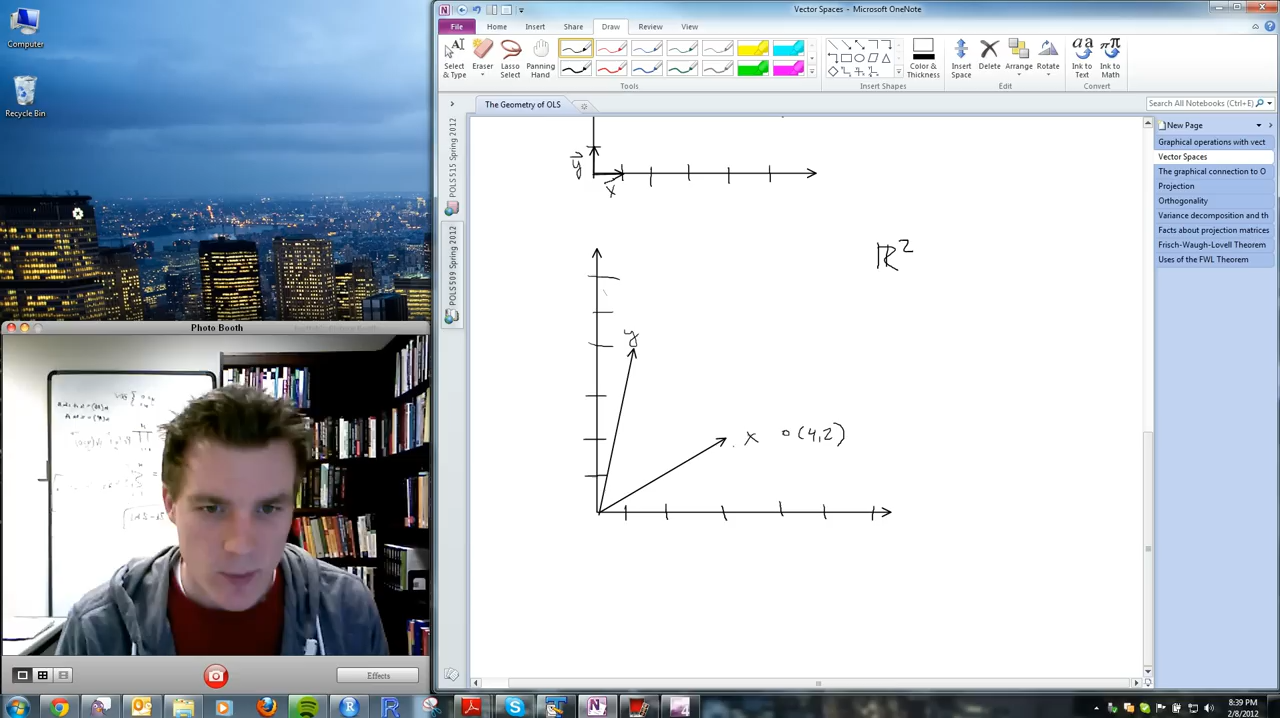 Vector Spaces - Microsoft OneNote
File Home Insert Share Draw Review View
Computer
Select & Type
Eraser
Lasso Select
Panning Hand
Color & Thickness
Insert Space
Delete
Arrange
Rotate
Ink to Text
Ink to Math
Tools
Insert Shapes
Edit
Convert
Recycle Bin
The Geometry of OLS
Search All Notebooks (Ctrl+E)
POLS 515 Spring 2012
POLS 509 Spring 2012
New Page
Graphical operations with vect
Vector Spaces
The graphical connection to O
Projection
Orthogonality
Variance decomposition and th
Facts about projection matrices
Frisch-Waugh-Lovell Theorem
Uses of the FWL Theorem
y
x
ℝ²
y
x (4,2)
Photo Booth
Effects
8:39 PM
2/8/2012